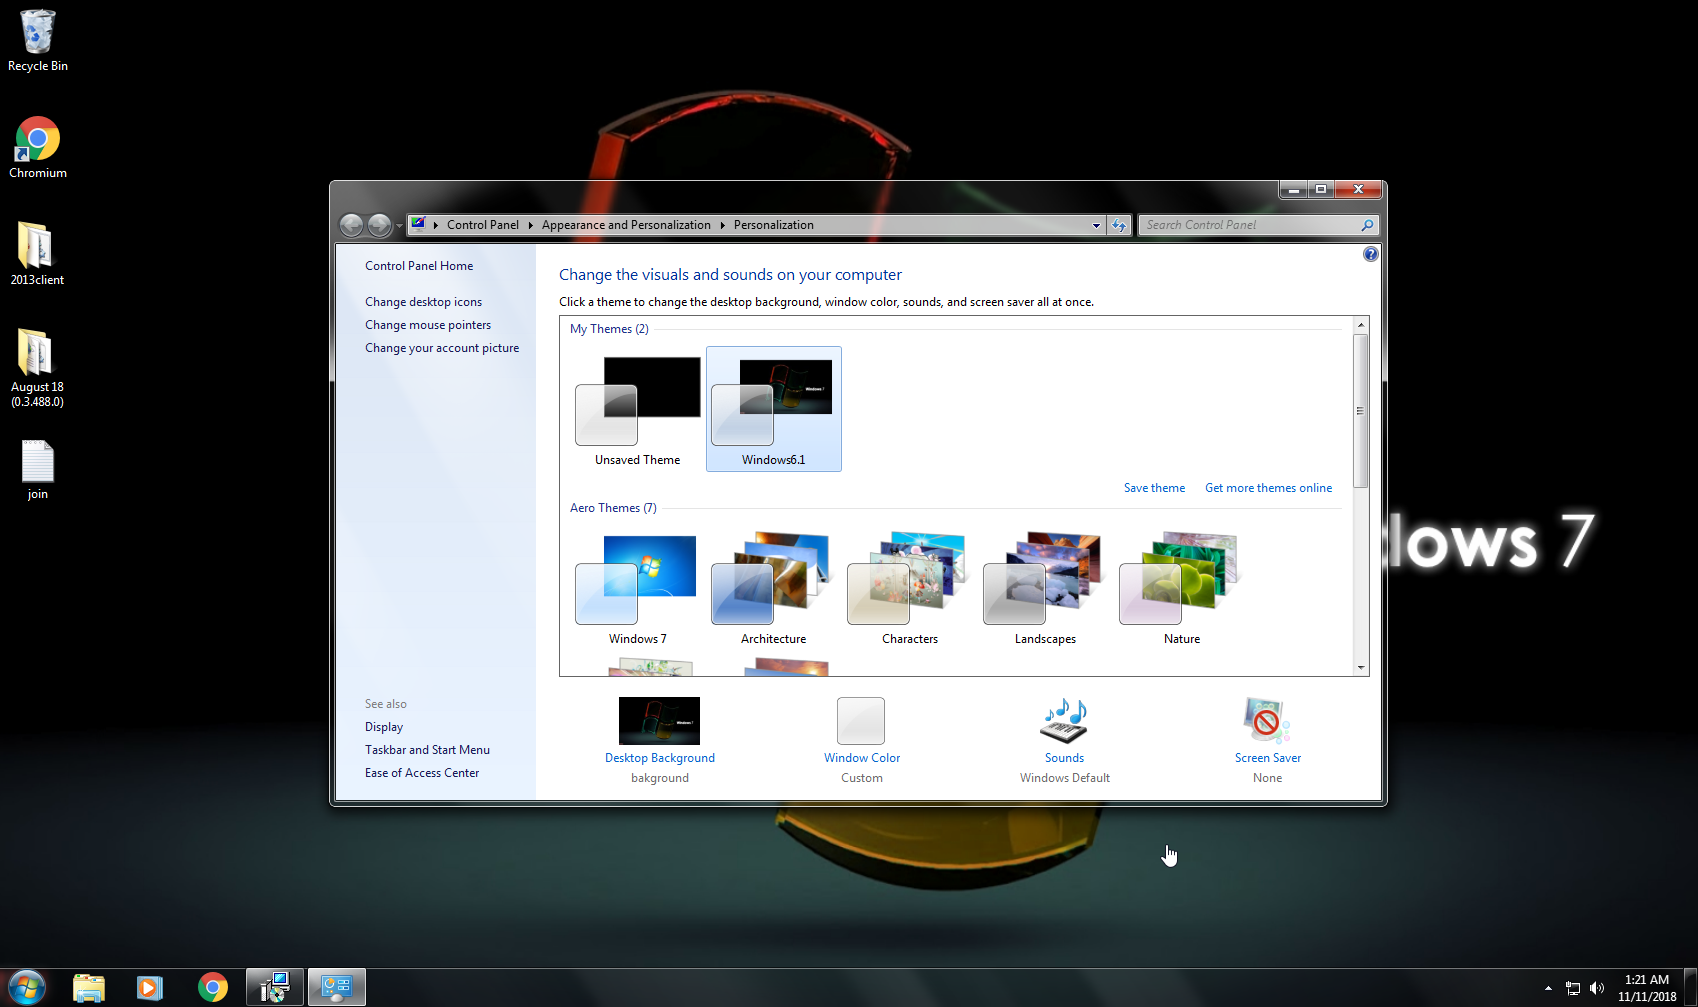 Recycle Bin
Chromium
2013client
August 18
(0.3.488.0)
join
Control Panel
Appearance and Personalization
Personalization
Search Control Panel
Control Panel Home
Change desktop icons
Change mouse pointers
Change your account picture
See also
Display
Taskbar and Start Menu
Ease of Access Center
Change the visuals and sounds on your computer
Click a theme to change the desktop background, window color, sounds, and screen saver all at once.
My Themes (2)
Windows 7
Unsaved Theme
Windows6.1
Save theme
Get more themes online
Aero Themes (7)
Windows 7
Architecture
Characters
Landscapes
Nature
Windows 7
Desktop Background
bakground
Window Color
Custom
Sounds
Windows Default
Screen Saver
None
dows 7
1:21 AM
11/11/2018